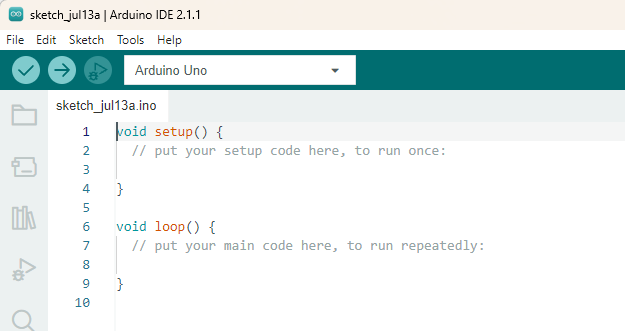 sketch_jul13a | Arduino IDE 2.1.1
File Edit Sketch Tools Help
Arduino Uno
sketch_jul13a.ino
1 void setup() {
2   // put your setup code here, to run once:
3
4 }
5
6 void loop() {
7   // put your main code here, to run repeatedly:
8
9 }
10